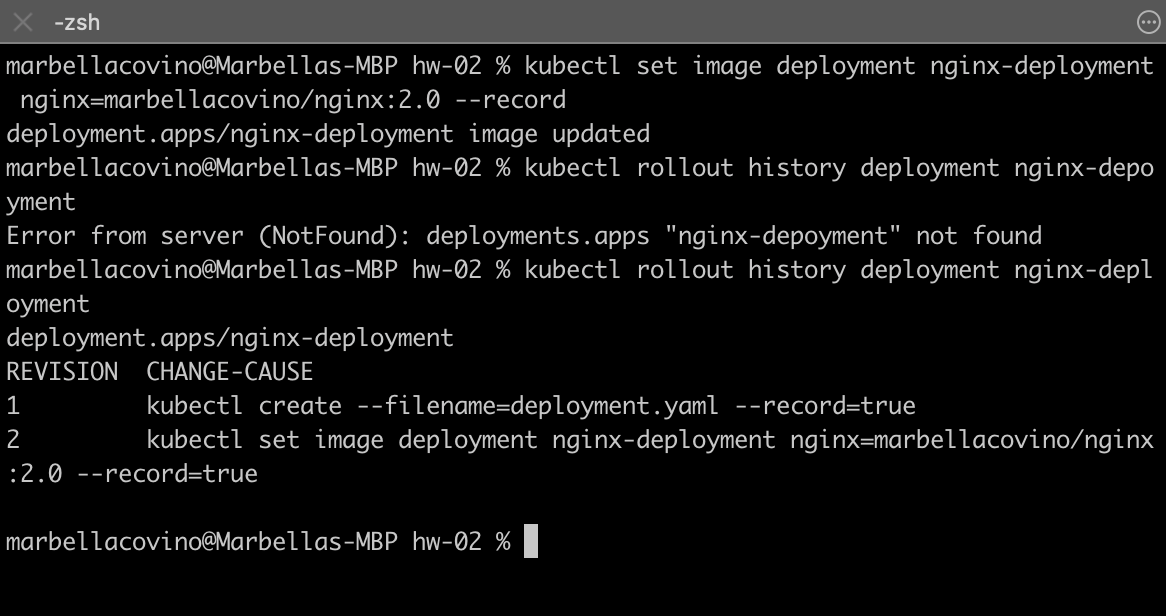 -zsh
marbellacovino@Marbellas-MBP hw-02 % kubectl set image deployment nginx-deployment
 nginx=marbellacovino/nginx:2.0 --record
deployment.apps/nginx-deployment image updated
marbellacovino@Marbellas-MBP hw-02 % kubectl rollout history deployment nginx-depo
yment
Error from server (NotFound): deployments.apps "nginx-depoyment" not found
marbellacovino@Marbellas-MBP hw-02 % kubectl rollout history deployment nginx-depl
oyment
deployment.apps/nginx-deployment
REVISION  CHANGE-CAUSE
1         kubectl create --filename=deployment.yaml --record=true
2         kubectl set image deployment nginx-deployment nginx=marbellacovino/nginx
:2.0 --record=true

marbellacovino@Marbellas-MBP hw-02 %